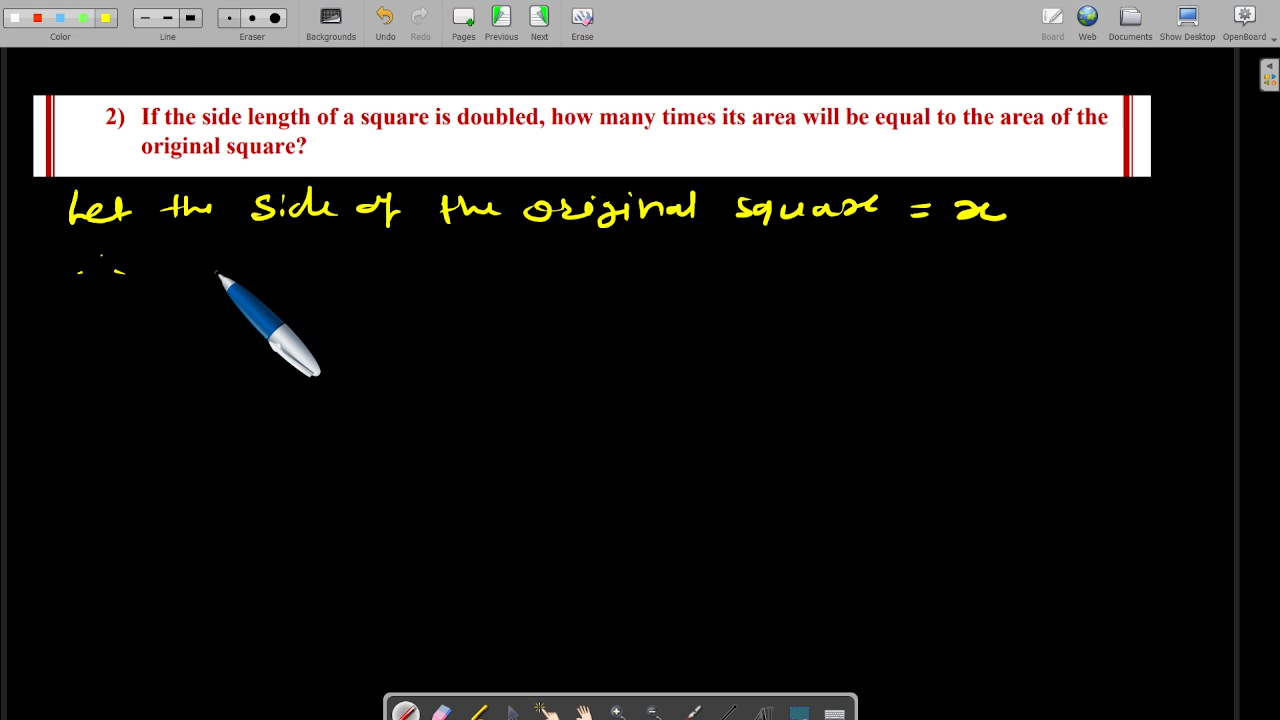 Color Line Eraser Backgrounds Undo Redo Pages Previous Next Erase Board Web Documents Show Desktop OpenBoard
2) If the side length of a square is doubled, how many times its area will be equal to the area of the
original square?
Let the side of the original square = x
∴